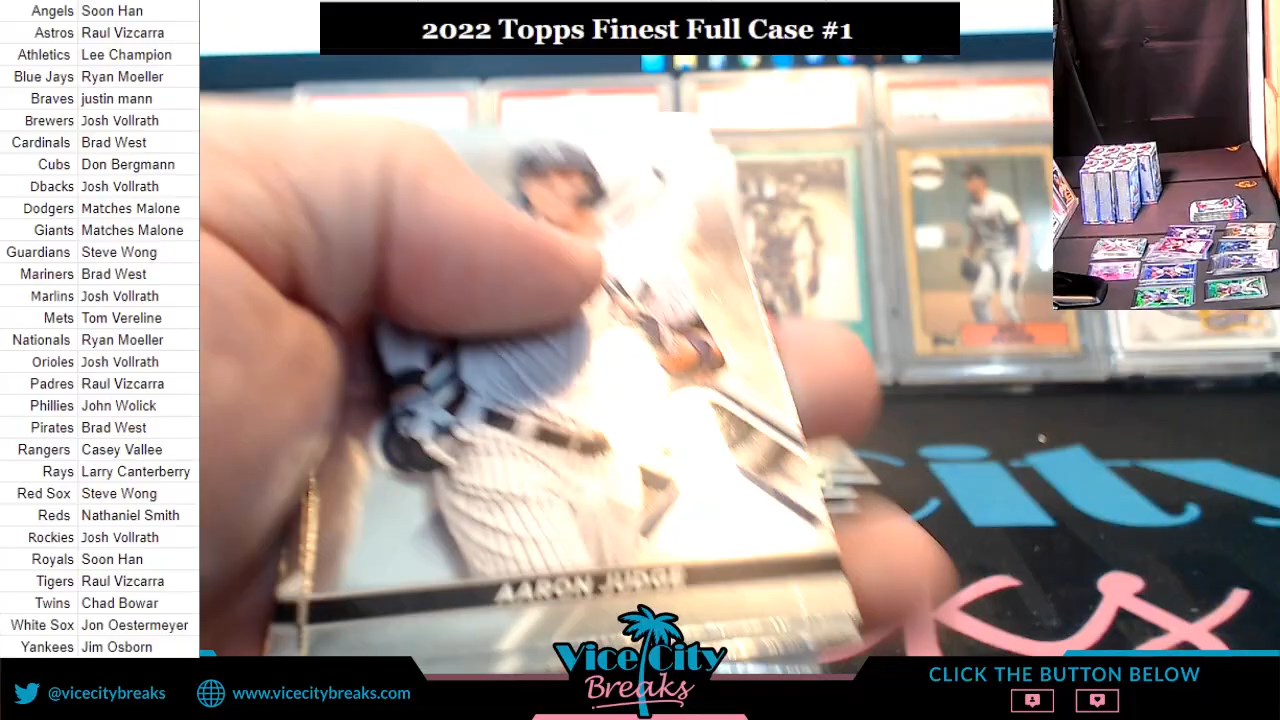 2022 Topps Finest Full Case #1
Angels Soon Han
Astros Raul Vizcarra
Athletics Lee Champion
Blue Jays Ryan Moeller
Braves justin mann
Brewers Josh Vollrath
Cardinals Brad West
Cubs Don Bergmann
Dbacks Josh Vollrath
Dodgers Matches Malone
Giants Matches Malone
Guardians Steve Wong
Mariners Brad West
Marlins Josh Vollrath
Mets Tom Vereline
Nationals Ryan Moeller
Orioles Josh Vollrath
Padres Raul Vizcarra
Phillies John Wolick
Pirates Brad West
Rangers Casey Vallee
Rays Larry Canterberry
Red Sox Steve Wong
Reds Nathaniel Smith
Rockies Josh Vollrath
Royals Soon Han
Tigers Raul Vizcarra
Twins Chad Bowar
White Sox Jon Oestermeyer
Yankees Jim Osborn
AARON JUDGE
City
Vice City
Breaks
@vicecitybreaks
www.vicecitybreaks.com
CLICK THE BUTTON BELOW